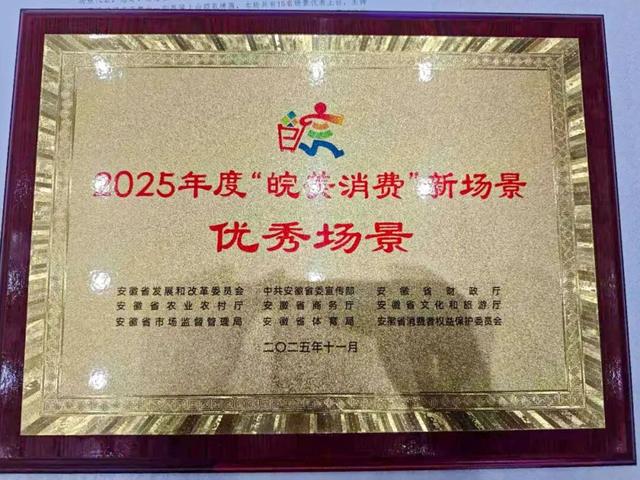 2025年度“皖美消费”新场景
优秀场景
安徽省发展和改革委员会 中共安徽省委宣传部 安徽省财政厅
安徽省农业农村厅 安徽省商务厅 安徽省文化和旅游厅
安徽省市场监督管理局 安徽省体育局 安徽省消费者权益保护委员会
二〇二五年十一月